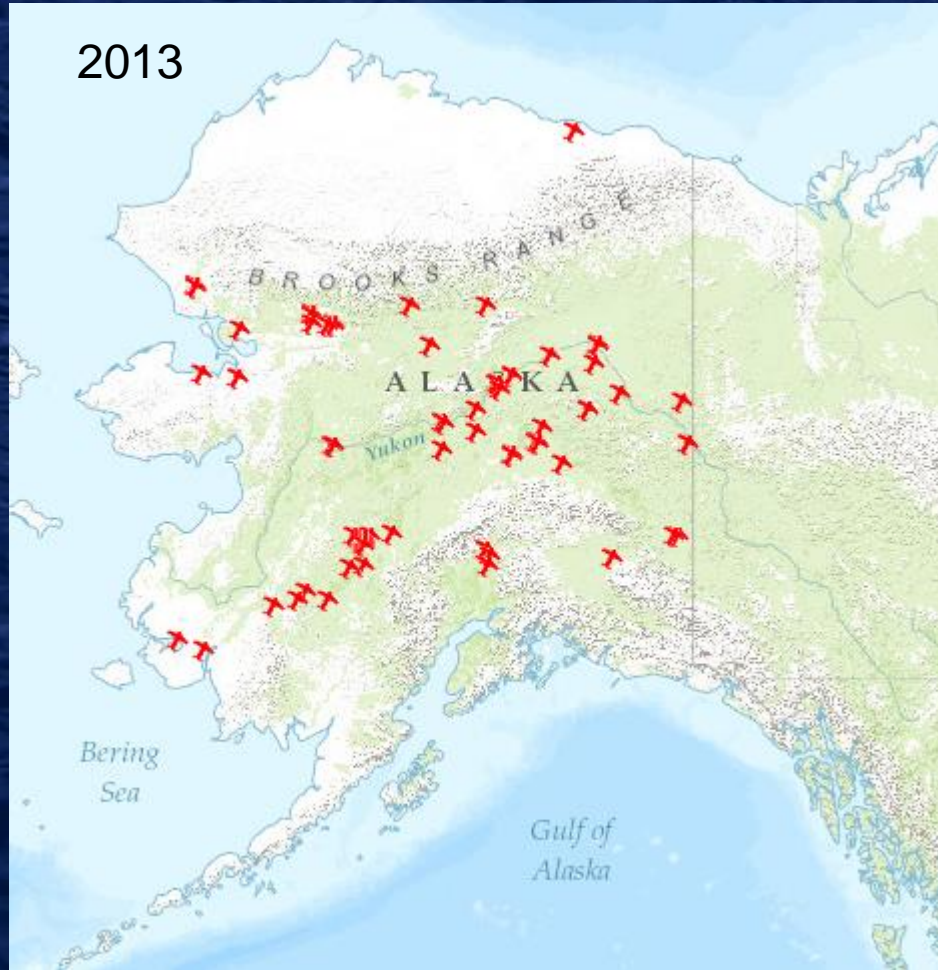 2013
BROOKS RANGE
ALASKA
Yukon
Bering
Sea
Gulf of
Alaska